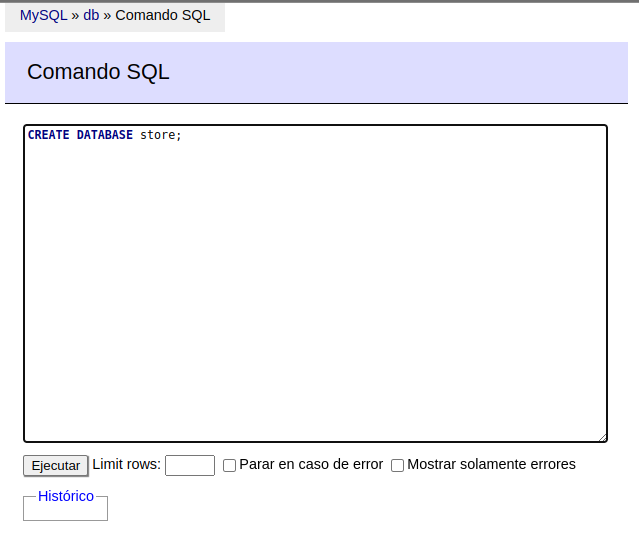 MySQL » db » Comando SQL
Comando SQL
CREATE DATABASE store;
Ejecutar Limit rows: Parar en caso de error Mostrar solamente errores
Histórico